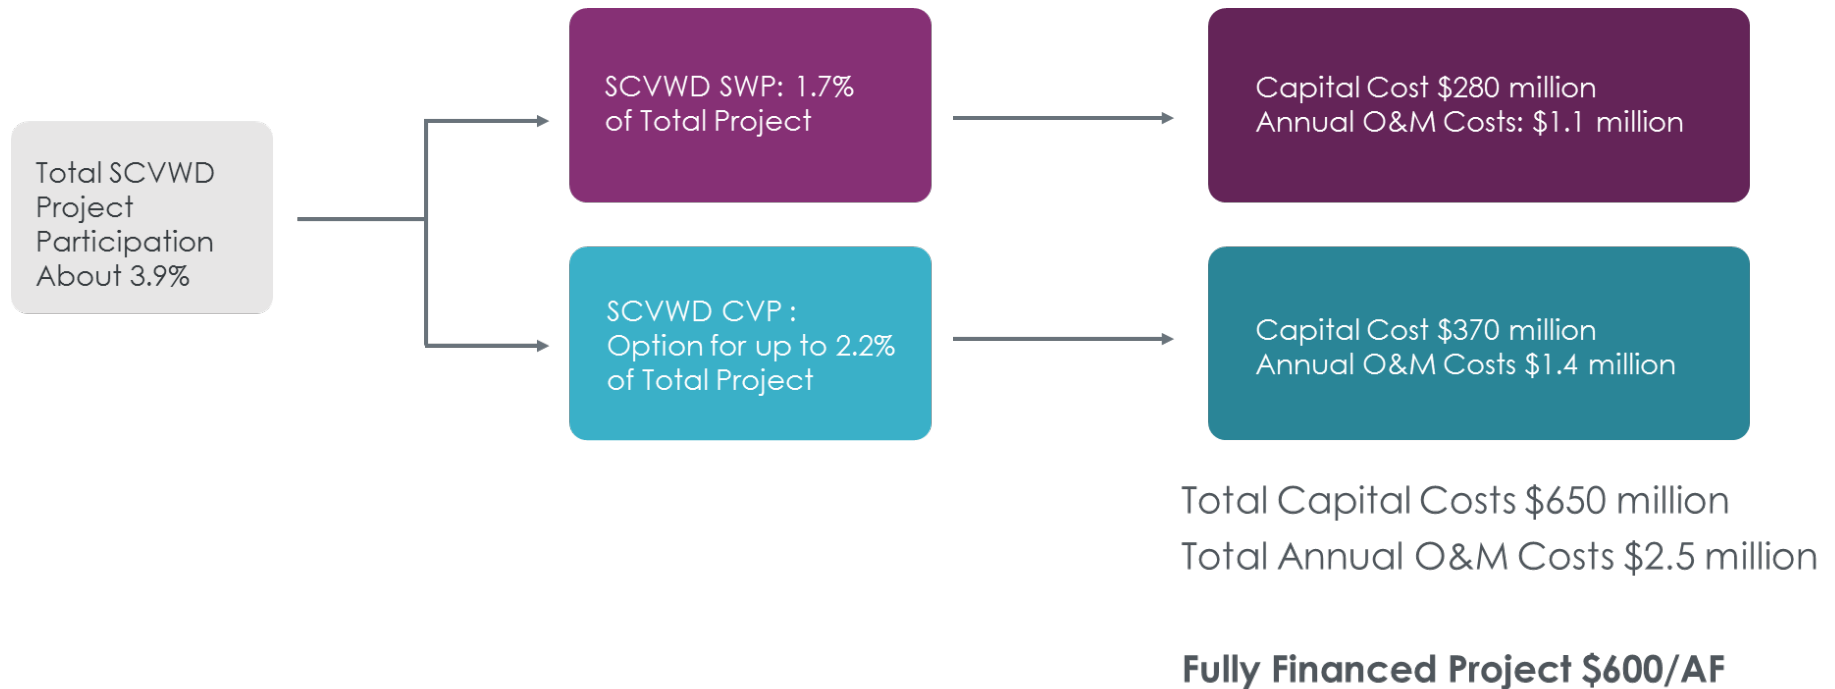 Total SCVWD
Project
Participation
About 3.9%
SCVWD SWP: 1.7%
of Total Project
Capital Cost $280 million
Annual O&M Costs: $1.1 million
SCVWD CVP :
Option for up to 2.2%
of Total Project
Capital Cost $370 million
Annual O&M Costs $1.4 million
Total Capital Costs $650 million
Total Annual O&M Costs $2.5 million
Fully Financed Project $600/AF